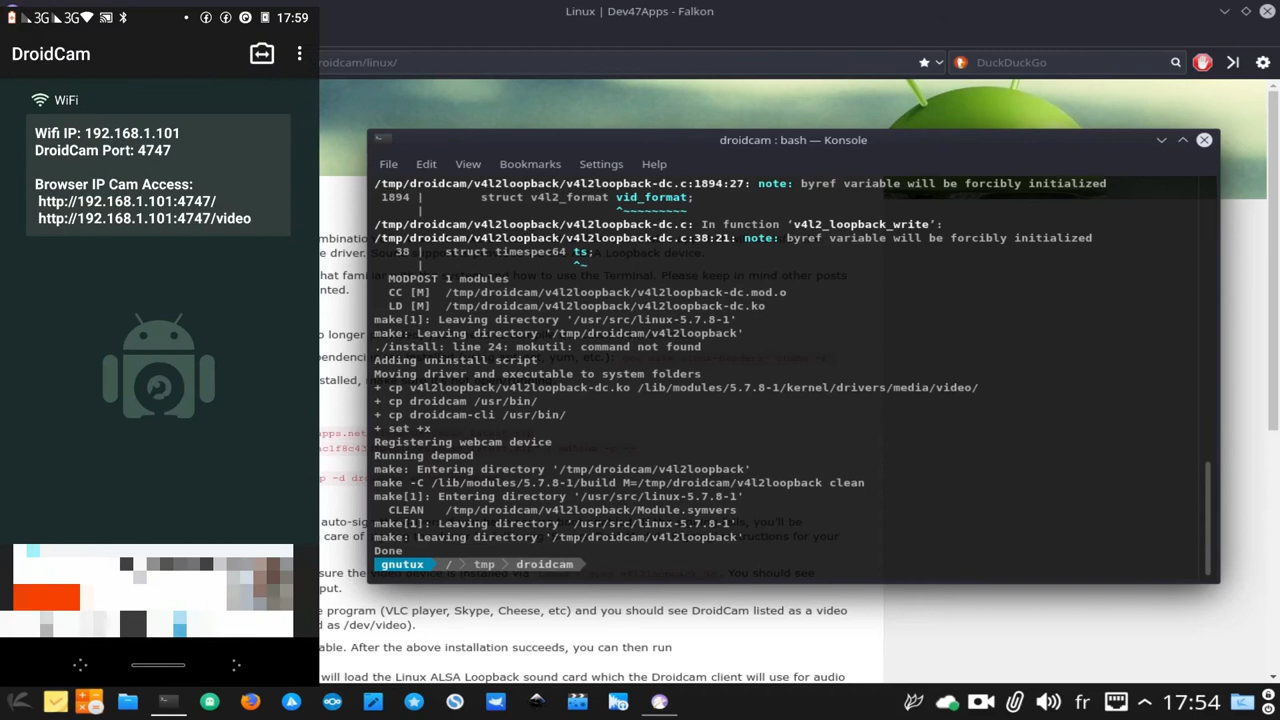 Linux | Dev47Apps - Falkon
3G 3G 17:59
DroidCam
WiFi
Wifi IP: 192.168.1.101
DroidCam Port: 4747
Browser IP Cam Access:
http://192.168.1.101:4747/
http://192.168.1.101:4747/video
droidcam/linux/
DuckDuckGo
droidcam : bash — Konsole
File Edit View Bookmarks Settings Help
/tmp/droidcam/v4l2loopback/v4l2loopback-dc.c:1894:27: note: byref variable will be forcibly initialized
1894 | struct v4l2_format vid_format;
| ^~~~~~~~~~
/tmp/droidcam/v4l2loopback/v4l2loopback-dc.c: In function ‘v4l2_loopback_write’:
/tmp/droidcam/v4l2loopback/v4l2loopback-dc.c:38:21: note: byref variable will be forcibly initialized
38 | struct timespec64 ts;
| ^~
MODPOST 1 modules
CC [M] /tmp/droidcam/v4l2loopback/v4l2loopback-dc.mod.o
LD [M] /tmp/droidcam/v4l2loopback/v4l2loopback-dc.ko
make[1]: Leaving directory '/usr/src/linux-5.7.8-1'
make: Leaving directory '/tmp/droidcam/v4l2loopback'
./install: line 24: mokutil: command not found
Adding uninstall script
Moving driver and executable to system folders
+ cp v4l2loopback/v4l2loopback-dc.ko /lib/modules/5.7.8-1/kernel/drivers/media/video/
+ cp droidcam /usr/bin/
+ cp droidcam-cli /usr/bin/
+ set +x
Registering webcam device
Running depmod
make: Entering directory '/tmp/droidcam/v4l2loopback'
make -C /lib/modules/5.7.8-1/build M=/tmp/droidcam/v4l2loopback clean
make[1]: Entering directory '/usr/src/linux-5.7.8-1'
CLEAN /tmp/droidcam/v4l2loopback/Module.symvers
make[1]: Leaving directory '/usr/src/linux-5.7.8-1'
make: Leaving directory '/tmp/droidcam/v4l2loopback'
Done
gnutux / tmp droidcam
program (VLC player, Skype, Cheese, etc) and you should see DroidCam listed as a video
d as /dev/video).
able. After the above installation succeeds, you can then run
will load the Linux ALSA Loopback sound card which the Droidcam client will use for audio
fr 17:54